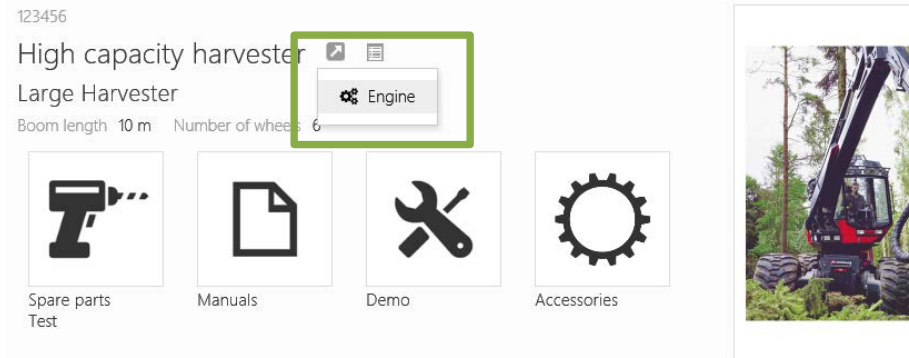 123456
High capacity harvester
Engine
Large Harvester
Boom length 10 m Number of wheels 6
Spare parts Manuals Demo Accessories
Test